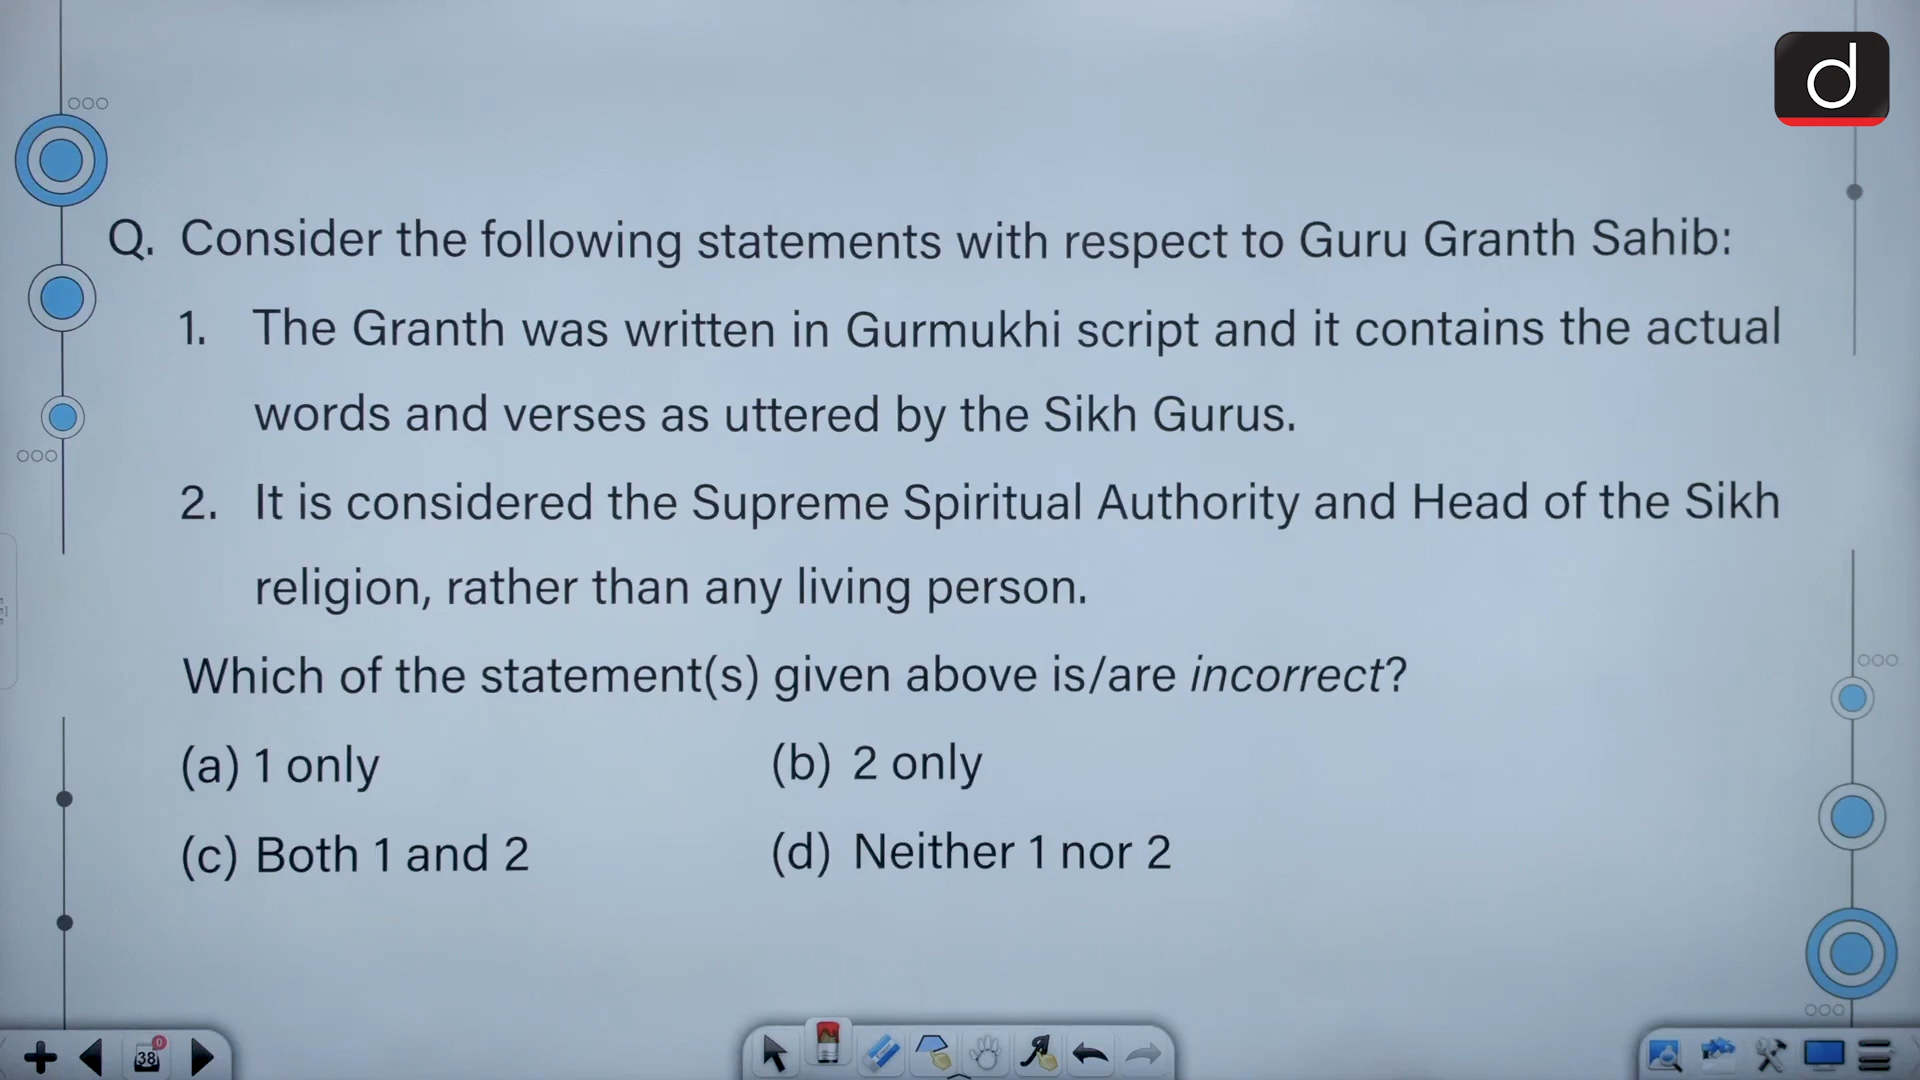 d
Q. Consider the following statements with respect to Guru Granth Sahib:
1. The Granth was written in Gurmukhi script and it contains the actual
words and verses as uttered by the Sikh Gurus.
2. It is considered the Supreme Spiritual Authority and Head of the Sikh
religion, rather than any living person.
Which of the statement(s) given above is/are incorrect?
(a) 1 only (b) 2 only
(c) Both 1 and 2 (d) Neither 1 nor 2
38 0